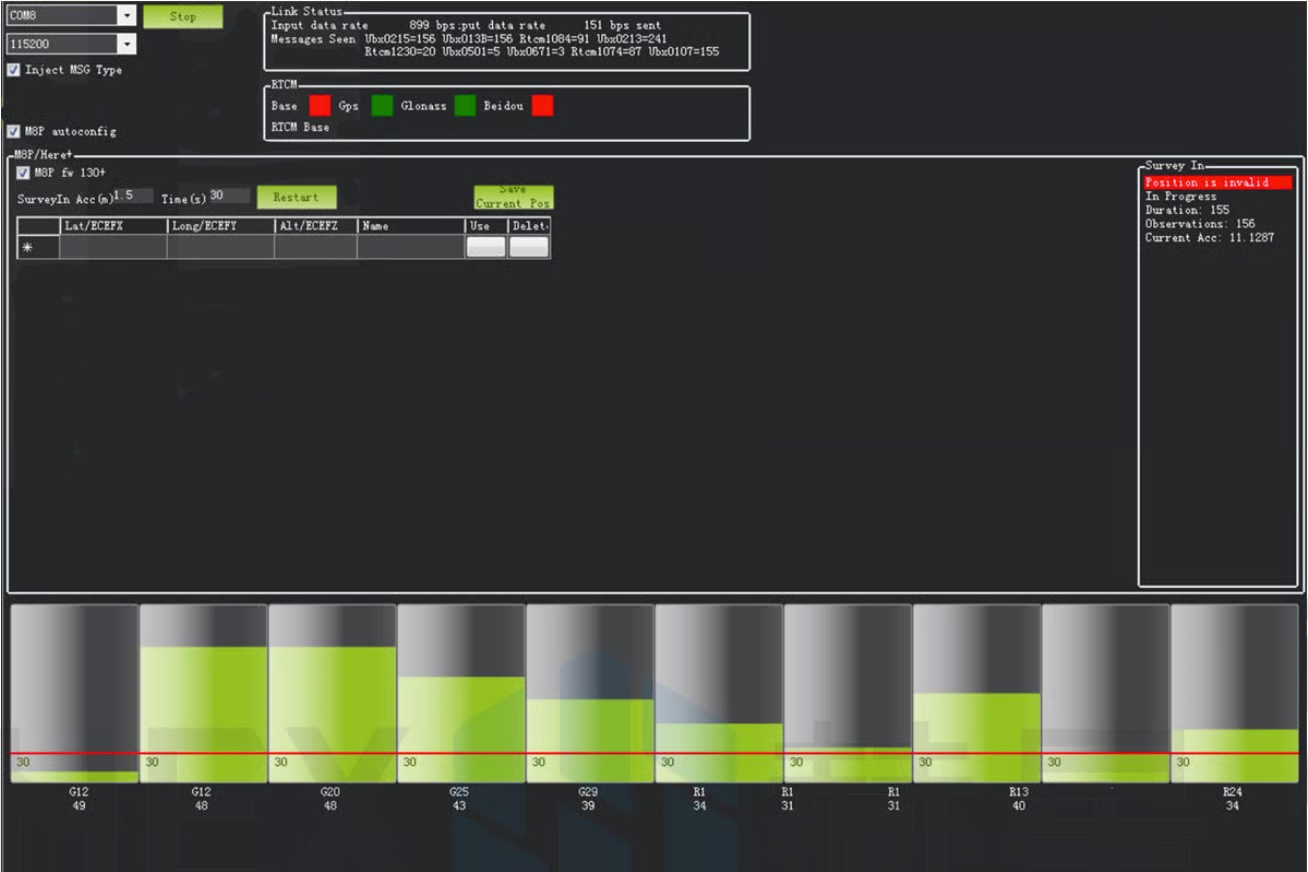 COM8
Stop
115200
Inject MSG Type
M8P autoconfig
Link Status
Input data rate 899 bps:put data rate 151 bps sent
Messages Seen Ubx0215=156 Ubx013B=156 Rtcm1084=91 Ubx0213=241
Rtcm1230=20 Ubx0501=5 Ubx0671=3 Rtcm1074=87 Ubx0107=155
RTCM
Base Gps Glonass Beidou
RTCM Base
M8P/Here+
M8P fw 130+
SurveyIn Acc(m) 1.5 Time(s) 30 Restart
Save
Current Pos
Lat/ECEFX Long/ECEFY Alt/ECEFZ Name Use Delet
*
Survey In
Position is invalid
In Progress
Duration: 155
Observations: 156
Current Acc: 11.1287
30 30 30 30 30 30 30 30 30 30
G12 G12 G20 G25 G29 R1 R1 R1 R13 R24
49 48 48 43 39 34 31 31 40 34